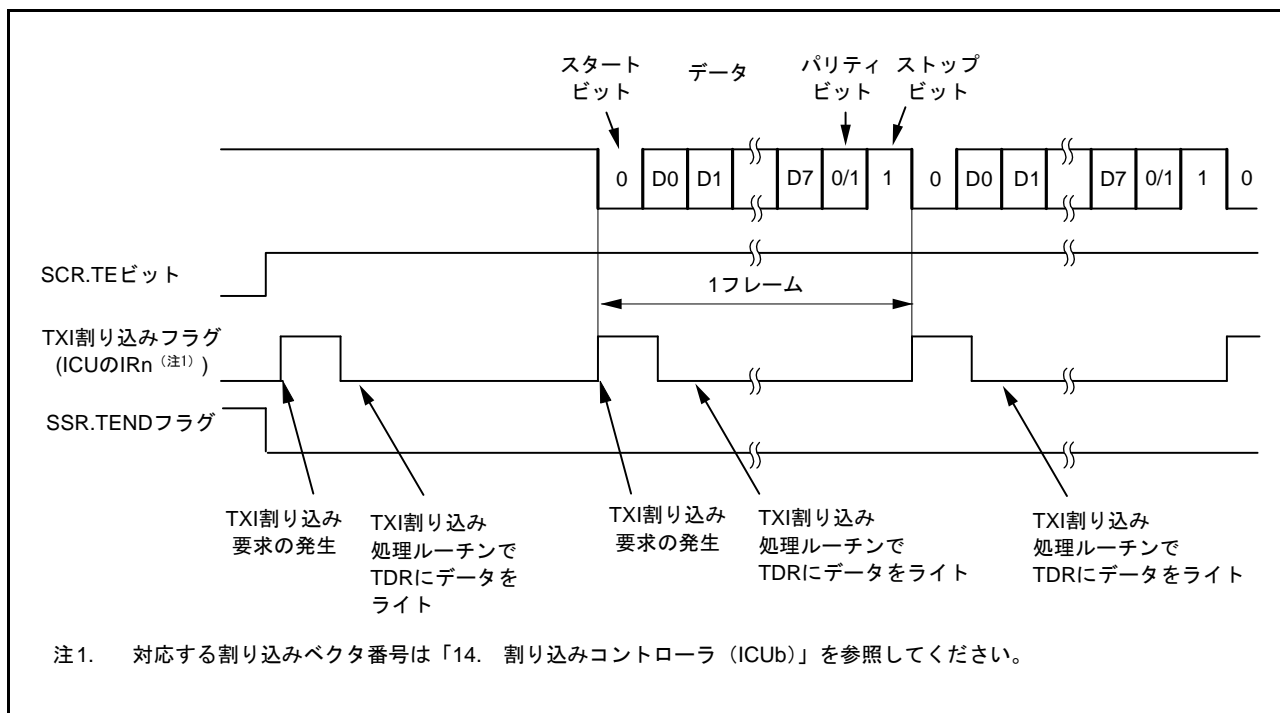 スタート
ビット
データ
パリティ
ビット
ストップ
ビット
0 D0 D1 D7 0/1 1 0 D0 D1 D7 0/1 1 0
SCR.TEビット
1フレーム
TXI割り込みフラグ
(ICUのIRn（注1）)
SSR.TENDフラグ
TXI割り込み
要求の発生
TXI割り込み
処理ルーチンで
TDRにデータを
ライト
TXI割り込み
要求の発生
TXI割り込み
処理ルーチンで
TDRにデータをライト
TXI割り込み
処理ルーチンで
TDRにデータをライト
注1. 対応する割り込みベクタ番号は「14. 割り込みコントローラ（ICUb）」を参照してください。